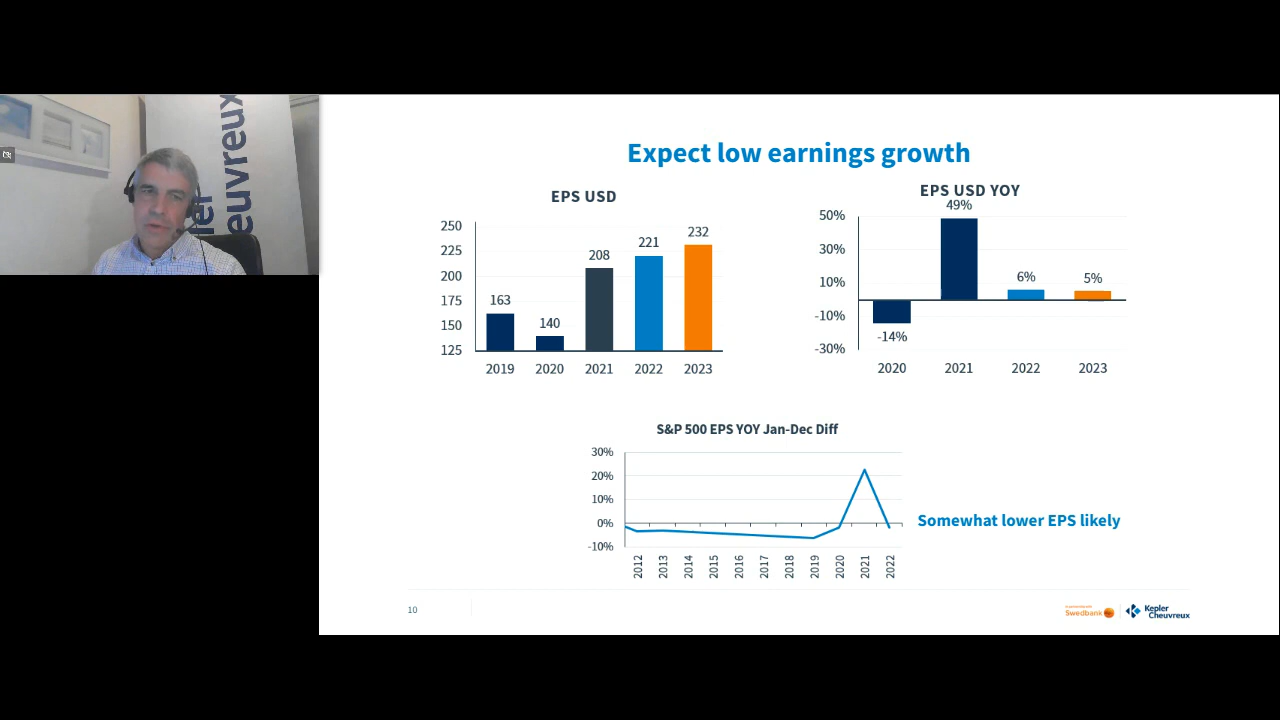 euvreux
Expect low earnings growth
EPS USD
250
225
200
175
150
125
163
140
208
221
232
2019 2020 2021 2022 2023
EPS USD YOY
50%
30%
10%
-10%
-30%
-14%
49%
6%
5%
2020 2021 2022 2023
S&P 500 EPS YOY Jan-Dec Diff
30%
20%
10%
0%
-10%
2012 2013 2014 2015 2016 2017 2018 2019 2020 2021 2022
Somewhat lower EPS likely
10
Swedbank
Kepler
Cheuvreux